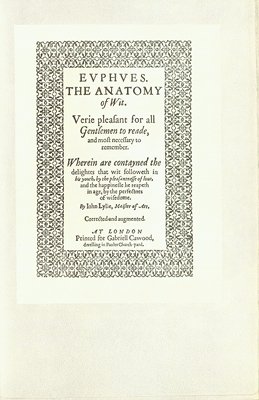 EVPHVES.
THE ANATOMY
of Wit.
Verie pleasant for all
Gentlemen to reade,
and most necessary to
remember.
Wherein are contayned the
delights that wit followeth in
his youth, by the pleasantnesse of loue,
and the happinesse he reapeth
in age, by the perfectnes
of wisedome.
By Iohn Lylie, Maister of Art,
Corrected and augmented.
AT LONDON
Printed for Gabriell Cawood,
dwelling in Paules Church-yard.